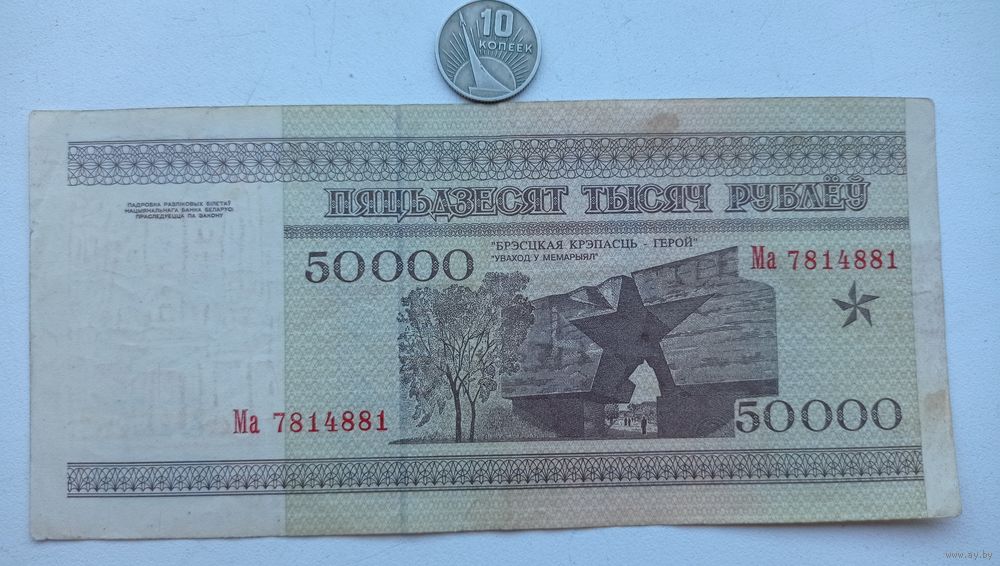 10
КОПЕЕК
ПЯЦЬДЗЕСЯТ ТЫСЯЧ РУБЛЁЎ
ПАДРОБКА РАЗЛІКОВЫХ БІЛЕТАЎ
НАЦЫЯНАЛЬНАГА БАНКА БЕЛАРУСІ
ПРАСЛЕДУЕЦЦА ПА ЗАКОНУ
50000
"БРЭСЦКАЯ КРЭПАСЦЬ - ГЕРОЙ"
"УВАХОД У МЕМАРЫЯЛ"
Ма 7814881
Ма 7814881
50000
www.ay.by